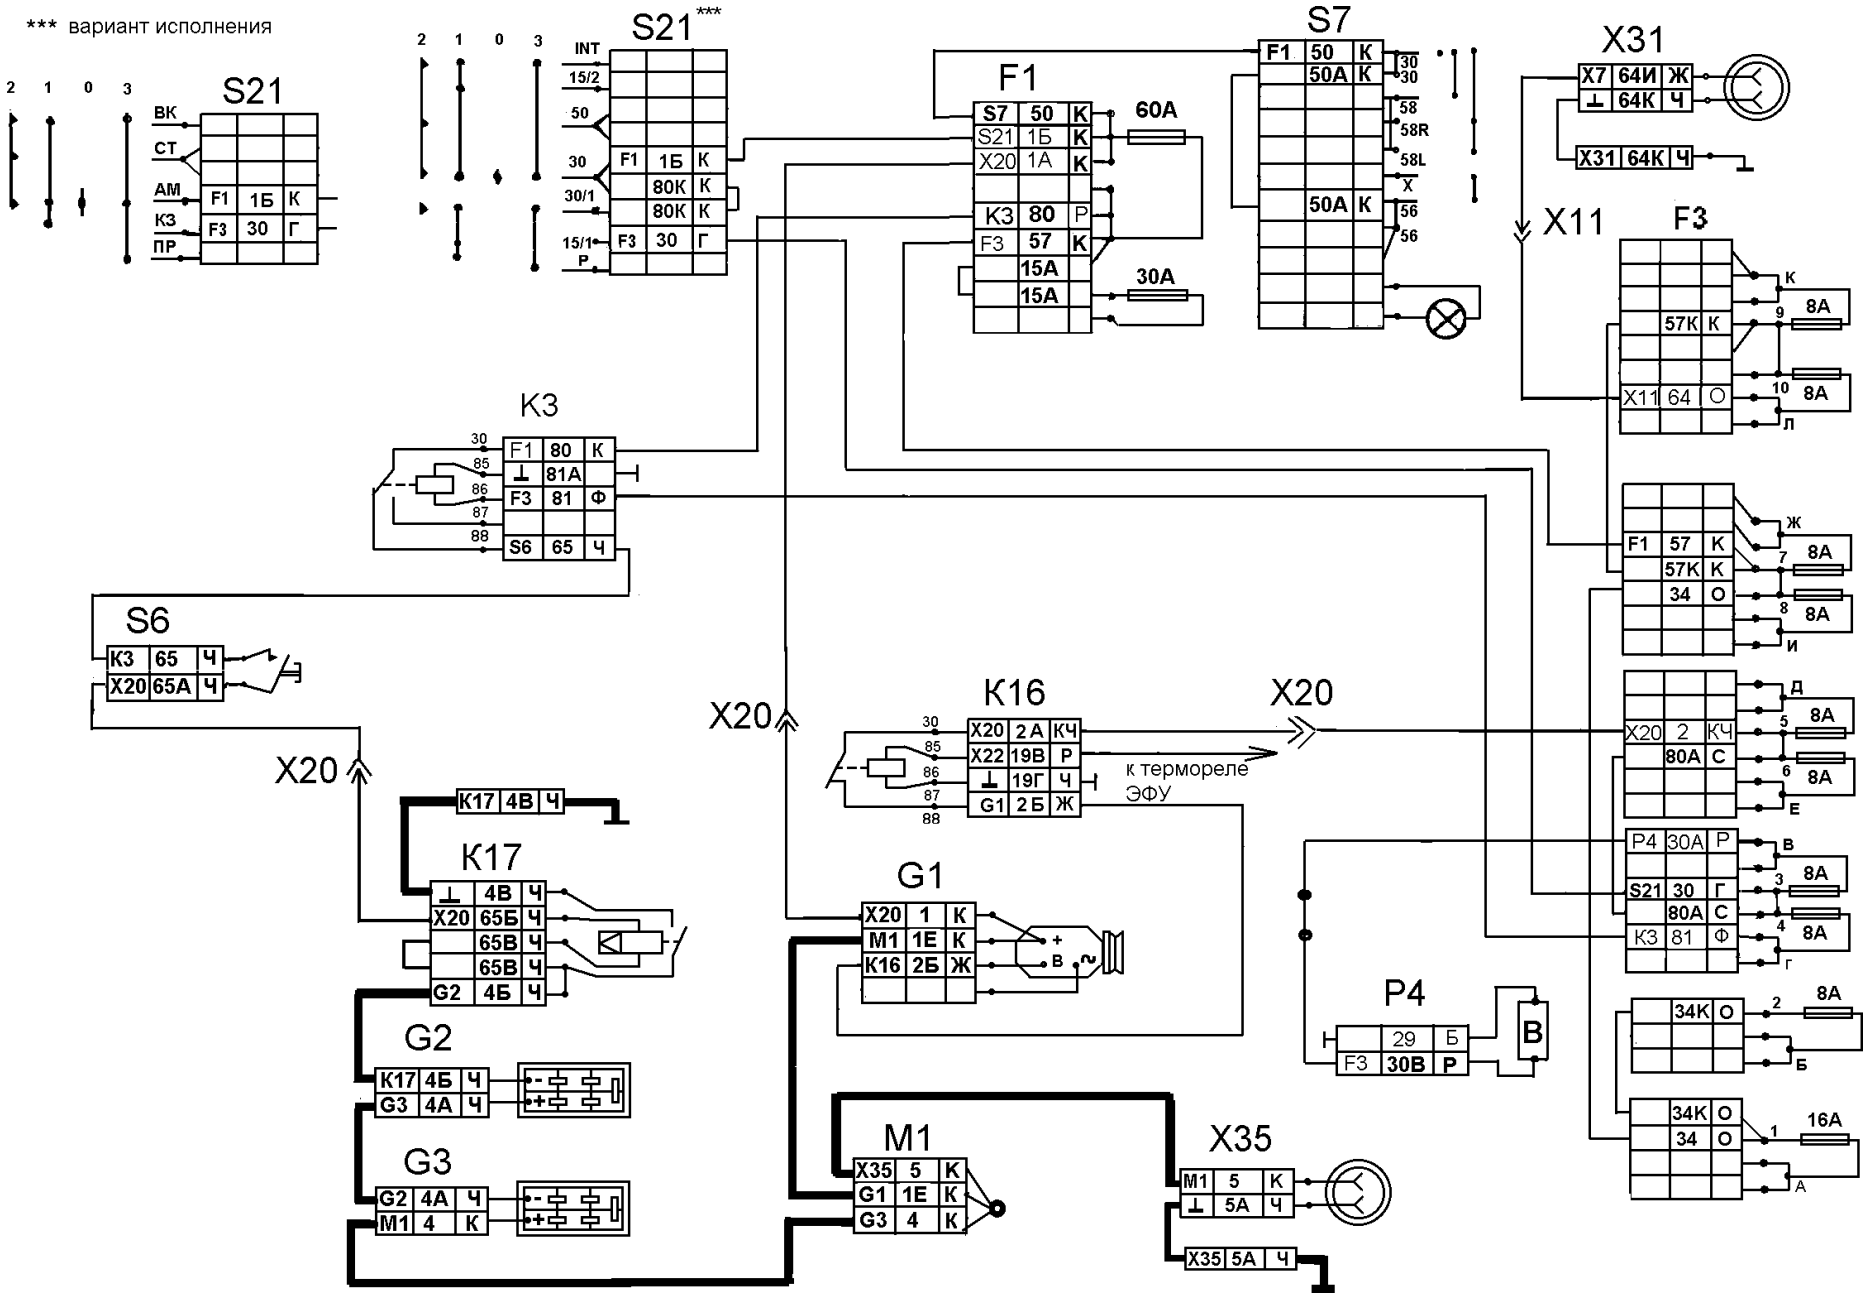 *** вариант исполнения
S21
2 1 0 3
ВК
СТ
АМ
КЗ
ПР
F1 1Б К
F3 30 Г
S21***
2 1 0 3
INT
15/2
50
30
30/1
15/1
Р
F1 1Б К
80К К
80К К
F3 30 Г
F1
S7 50 К
S21 1Б К
X20 1А К
К3 80 Р
F3 57 К
15А
15А
60А
30А
S7
F1 50 К
50А К
50А К
30
30
58
58R
58L
X
56
56
X31
X7 64И Ж
⊥ 64К Ч
X31 64К Ч
X11
F3
57К К
X11 64 О
К
9
8А
10
8А
Л
К3
30
85
86
87
88
F1 80 К
⊥ 81А
F3 81 Ф
S6 65 Ч
F1 57 К
57К К
34 О
Ж
7
8А
8
8А
И
S6
К3 65 Ч
X20 65А Ч
X20
X20
К16
30
85
86
87
88
X20 2А КЧ
X22 19В Р
⊥ 19Г Ч
G1 2Б Ж
X20
к термореле
ЭФУ
X20 2 КЧ
80А С
Д
5
8А
6
8А
Е
К17 4В Ч
К17
⊥ 4В Ч
X20 65Б Ч
65В Ч
65В Ч
G2 4Б Ч
G1
X20 1 К
М1 1Е К
К16 2Б Ж
+
В
~
Р4 30А Р
S21 30 Г
80А С
К3 81 Ф
В
3
8А
4
8А
Г
Р4
29 Б
F3 30В Р
В
34К О
2
8А
Б
G2
К17 4Б Ч
G3 4А Ч
-
+
G3
G2 4А Ч
М1 4 К
-
+
М1
X35 5 К
G1 1Е К
G3 4 К
X35
М1 5 К
⊥ 5А Ч
X35 5А Ч
34К О
34 О
1
16А
А